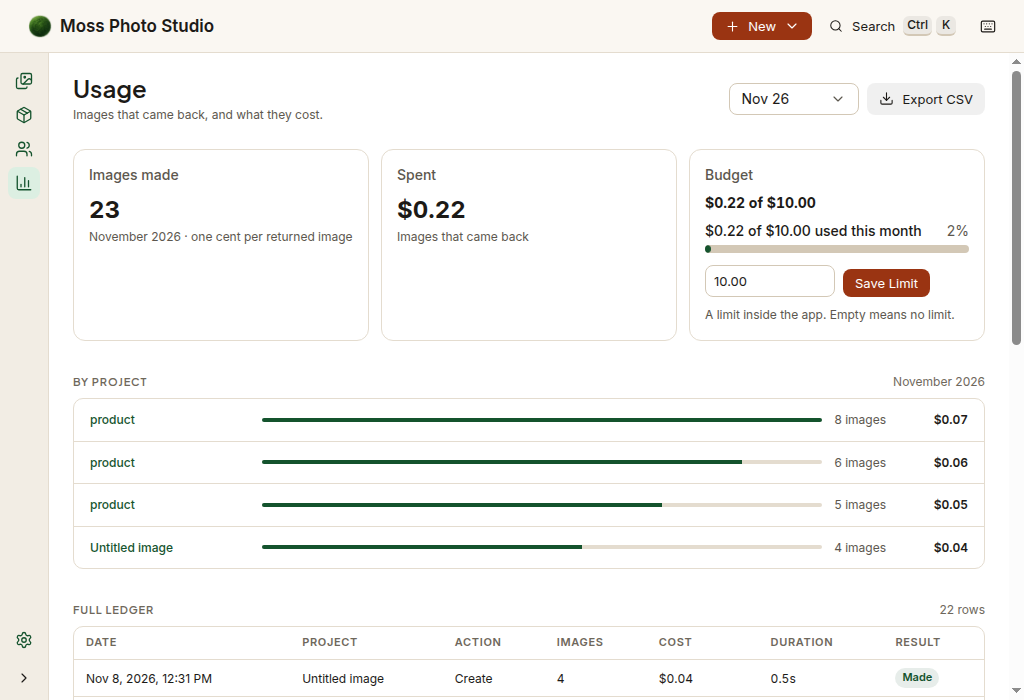 Moss Photo Studio
New
Search Ctrl K
Usage
Images that came back, and what they cost.
Nov 26
Export CSV
Images made
23
November 2026 · one cent per returned image
Spent
$0.22
Images that came back
Budget
$0.22 of $10.00
$0.22 of $10.00 used this month 2%
10.00
Save Limit
A limit inside the app. Empty means no limit.
BY PROJECT November 2026
product 8 images $0.07
product 6 images $0.06
product 5 images $0.05
Untitled image 4 images $0.04
FULL LEDGER 22 rows
DATE PROJECT ACTION IMAGES COST DURATION RESULT
Nov 8, 2026, 12:31 PM Untitled image Create 4 $0.04 0.5s Made